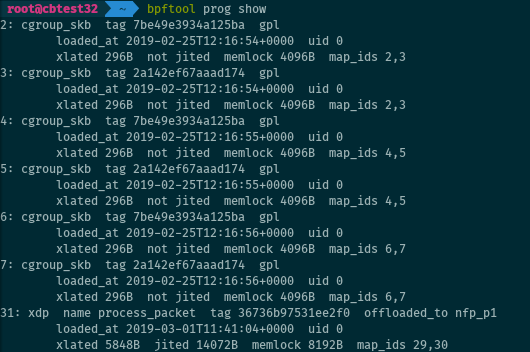 root@cbtest32 ~ bpftool prog show
2: cgroup_skb  tag 7be49e3934a125ba  gpl
        loaded_at 2019-02-25T12:16:54+0000  uid 0
        xlated 296B  not jited  memlock 4096B  map_ids 2,3
3: cgroup_skb  tag 2a142ef67aaad174  gpl
        loaded_at 2019-02-25T12:16:54+0000  uid 0
        xlated 296B  not jited  memlock 4096B  map_ids 2,3
4: cgroup_skb  tag 7be49e3934a125ba  gpl
        loaded_at 2019-02-25T12:16:55+0000  uid 0
        xlated 296B  not jited  memlock 4096B  map_ids 4,5
5: cgroup_skb  tag 2a142ef67aaad174  gpl
        loaded_at 2019-02-25T12:16:55+0000  uid 0
        xlated 296B  not jited  memlock 4096B  map_ids 4,5
6: cgroup_skb  tag 7be49e3934a125ba  gpl
        loaded_at 2019-02-25T12:16:56+0000  uid 0
        xlated 296B  not jited  memlock 4096B  map_ids 6,7
7: cgroup_skb  tag 2a142ef67aaad174  gpl
        loaded_at 2019-02-25T12:16:56+0000  uid 0
        xlated 296B  not jited  memlock 4096B  map_ids 6,7
31: xdp  name process_packet  tag 36736b97531ee2f0  offloaded_to nfp_p1
        loaded_at 2019-03-01T11:41:04+0000  uid 0
        xlated 5848B  jited 14072B  memlock 8192B  map_ids 29,30